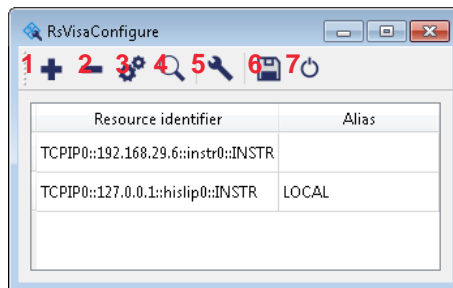 RsVisaConfigure
1 2 3 4 5 6 7
Resource identifier Alias
TCPIP0::192.168.29.6::instr0::INSTR
TCPIP0::127.0.0.1::hislip0::INSTR LOCAL